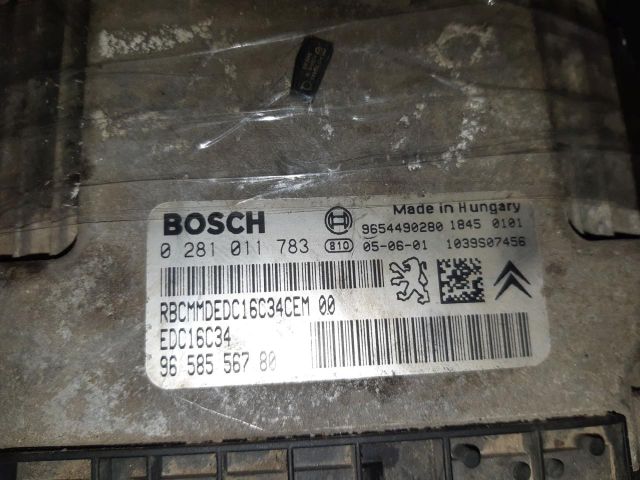 BOSCH
Made in Hungary
9654490280 1845 0101
0 281 011 783 810 05-06-01 1039S07456
RBCMMDEDC16C34CEM 00
EDC16C34
96 585 567 80